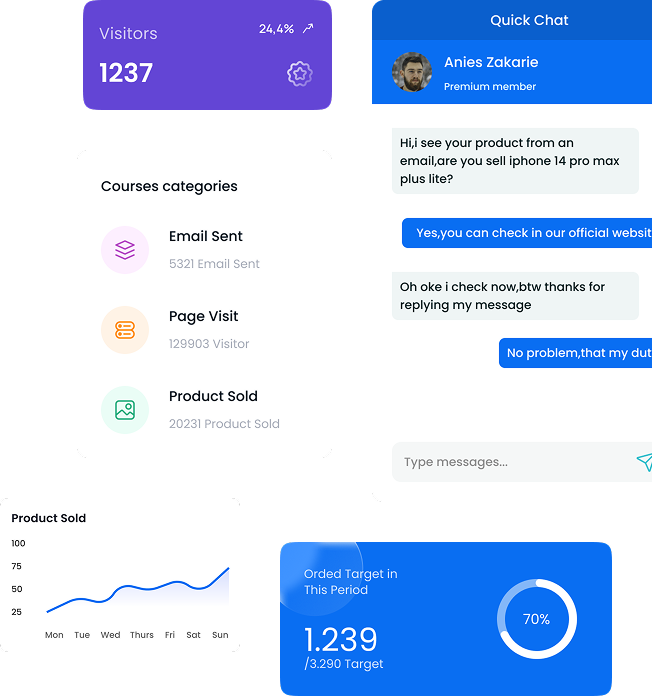 Visitors
24,4%
1237
Courses categories
Email Sent
5321 Email Sent
Page Visit
129903 Visitor
Product Sold
20231 Product Sold
Quick Chat
Anies Zakarie
Premium member
Hi,i see your product from an
email,are you sell iphone 14 pro max
plus lite?
Yes,you can check in our official websit
Oh oke i check now,btw thanks for
replying my message
No problem,that my dut
Type messages...
Product Sold
100
75
50
25
Mon Tue Wed Thurs Fri Sat Sun
Orded Target in
This Period
1.239
/3.290 Target
70%